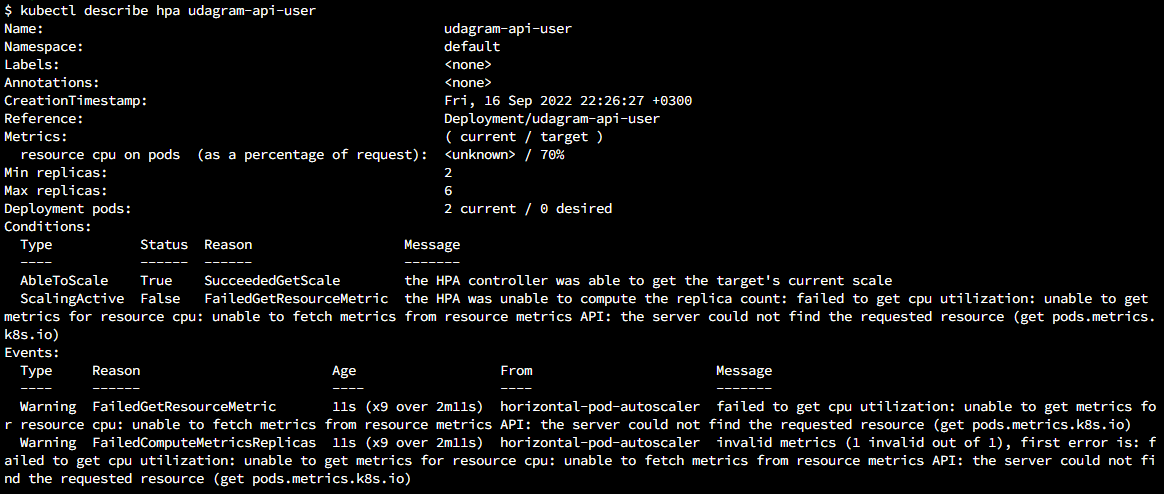 $ kubectl describe hpa udagram-api-user
Name:                                                  udagram-api-user
Namespace:                                             default
Labels:                                                <none>
Annotations:                                           <none>
CreationTimestamp:                                     Fri, 16 Sep 2022 22:26:27 +0300
Reference:                                             Deployment/udagram-api-user
Metrics:                                               ( current / target )
  resource cpu on pods  (as a percentage of request):  <unknown> / 70%
Min replicas:                                          2
Max replicas:                                          6
Deployment pods:                                       2 current / 0 desired
Conditions:
  Type           Status  Reason                   Message
  ----           ------  ------                   -------
  AbleToScale    True    SucceededGetScale        the HPA controller was able to get the target's current scale
  ScalingActive  False   FailedGetResourceMetric  the HPA was unable to compute the replica count: failed to get cpu utilization: unable to get
metrics for resource cpu: unable to fetch metrics from resource metrics API: the server could not find the requested resource (get pods.metrics.
k8s.io)
Events:
  Type     Reason                        Age                  From                       Message
  ----     ------                        ----                 ----                       -------
  Warning  FailedGetResourceMetric       11s (x9 over 2m11s)  horizontal-pod-autoscaler  failed to get cpu utilization: unable to get metrics fo
r resource cpu: unable to fetch metrics from resource metrics API: the server could not find the requested resource (get pods.metrics.k8s.io)
  Warning  FailedComputeMetricsReplicas  11s (x9 over 2m11s)  horizontal-pod-autoscaler  invalid metrics (1 invalid out of 1), first error is: f
ailed to get cpu utilization: unable to get metrics for resource cpu: unable to fetch metrics from resource metrics API: the server could not fi
nd the requested resource (get pods.metrics.k8s.io)